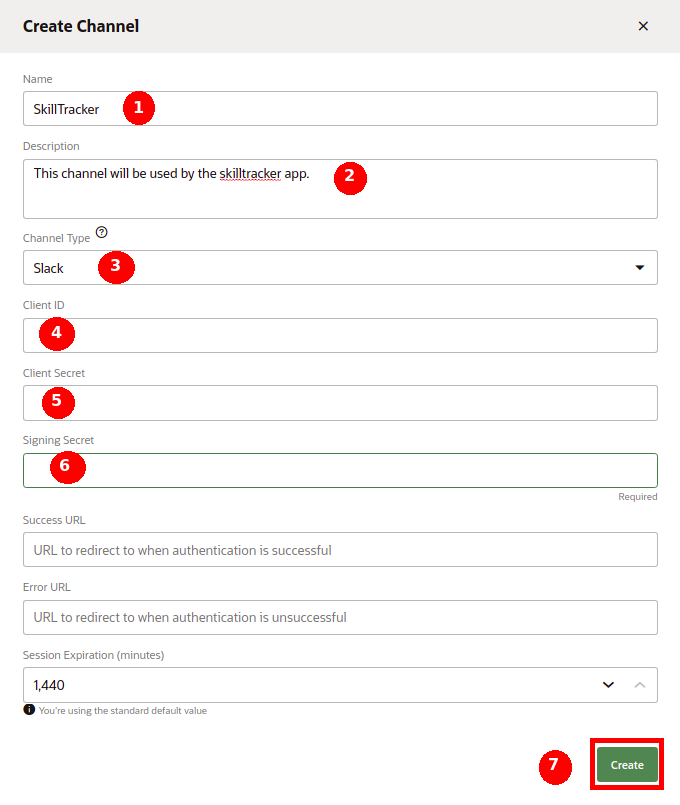 Create Channel
Name
SkillTracker 1
Description
This channel will be used by the skilltracker app. 2
Channel Type ?
Slack 3
Client ID
4
Client Secret
5
Signing Secret
6
Required
Success URL
URL to redirect to when authentication is successful
Error URL
URL to redirect to when authentication is unsuccessful
Session Expiration (minutes)
1,440
You're using the standard default value
7 Create